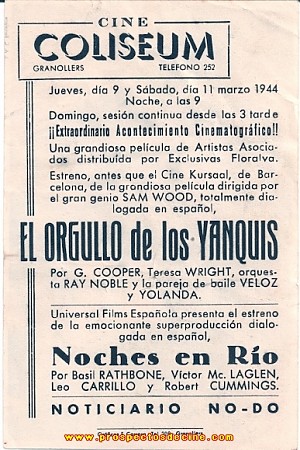 CINE
COLISEUM
GRANOLLERS TELEFONO 252
Jueves, día 9 y Sábado, día 11 marzo 1944
Noche, a las 9
Domingo, sesión continua desde las 3 tarde
¡¡Extraordinario Acontecimiento Cinematográfico!!
Una grandiosa película de Artistas Asocia-
dos distribuída por Exclusivas Floralva.
Estreno, antes que el Cine Kursaal, de Bar-
celona, de la grandiosa película dirigida por
el gran genio SAM WOOD, totalmente dia-
logada en español,
EL ORGULLO de los YANQUIS
Por G. COOPER, Teresa WRIGHT, orques-
ta RAY NOBLE y la pareja de baile VELOZ
y YOLANDA.
Universal Films Española presenta el estreno
de la emocionante superproducción dialo-
gada en español,
Noches en Río
Por Basil RATHBONE, Víctor Mc. LAGLEN,
Leo CARRILLO y Robert CUMMINGS.
NOTICIARIO NO-DO
www.prospectosdecine.com